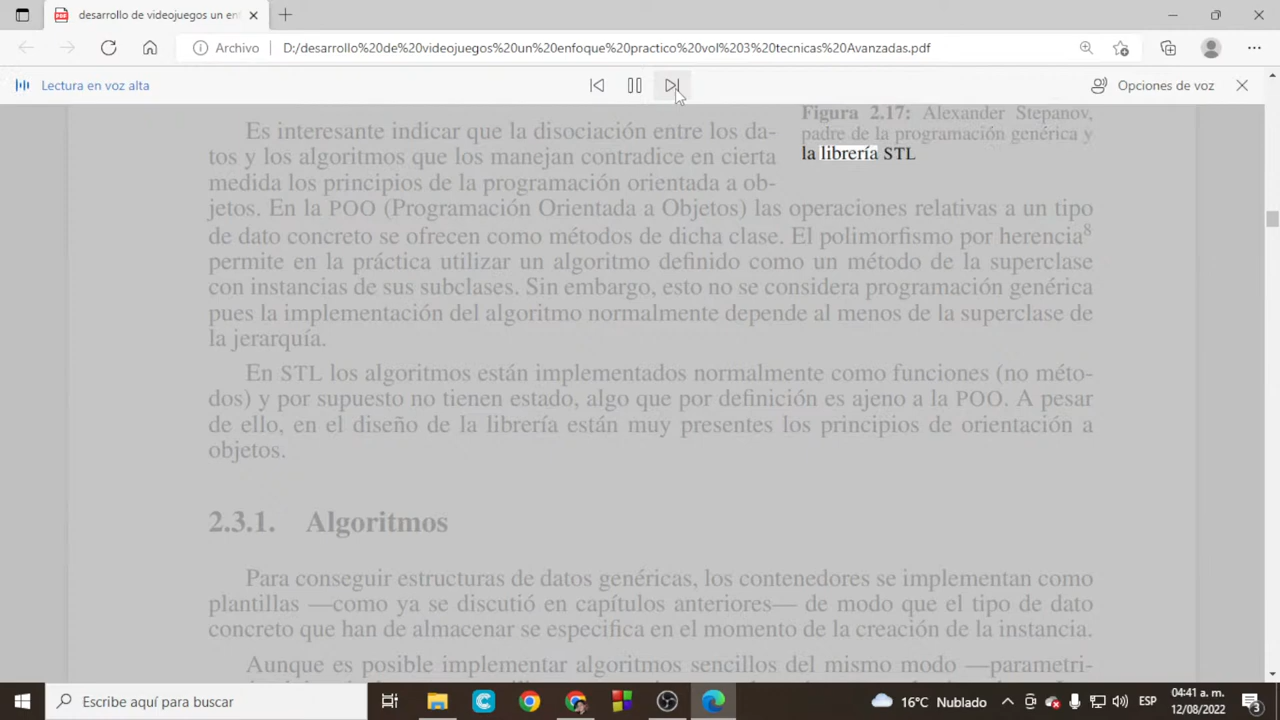 desarrollo de videojuegos un en
Archivo
D:/desarrollo%20de%20videojuegos%20un%20enfoque%20practico%20vol%203%20tecnicas%20Avanzadas.pdf
Lectura en voz alta
Opciones de voz
Figura 2.17: Alexander Stepanov,
padre de la programación genérica y
la librería STL
Es interesante indicar que la disociación entre los da-
tos y los algoritmos que los manejan contradice en cierta
medida los principios de la programación orientada a ob-
jetos. En la POO (Programación Orientada a Objetos) las operaciones relativas a un tipo
de dato concreto se ofrecen como métodos de dicha clase. El polimorfismo por herencia8
permite en la práctica utilizar un algoritmo definido como un método de la superclase
con instancias de sus subclases. Sin embargo, esto no se considera programación genérica
pues la implementación del algoritmo normalmente depende al menos de la superclase de
la jerarquía.
En STL los algoritmos están implementados normalmente como funciones (no méto-
dos) y por supuesto no tienen estado, algo que por definición es ajeno a la POO. A pesar
de ello, en el diseño de la librería están muy presentes los principios de orientación a
objetos.
2.3.1. Algoritmos
Para conseguir estructuras de datos genéricas, los contenedores se implementan como
plantillas —como ya se discutió en capítulos anteriores— de modo que el tipo de dato
concreto que han de almacenar se especifica en el momento de la creación de la instancia.
Aunque es posible implementar algoritmos sencillos del mismo modo —parametri-
Escribe aquí para buscar
16°C Nublado
ESP
04:41 a. m.
12/08/2022
3